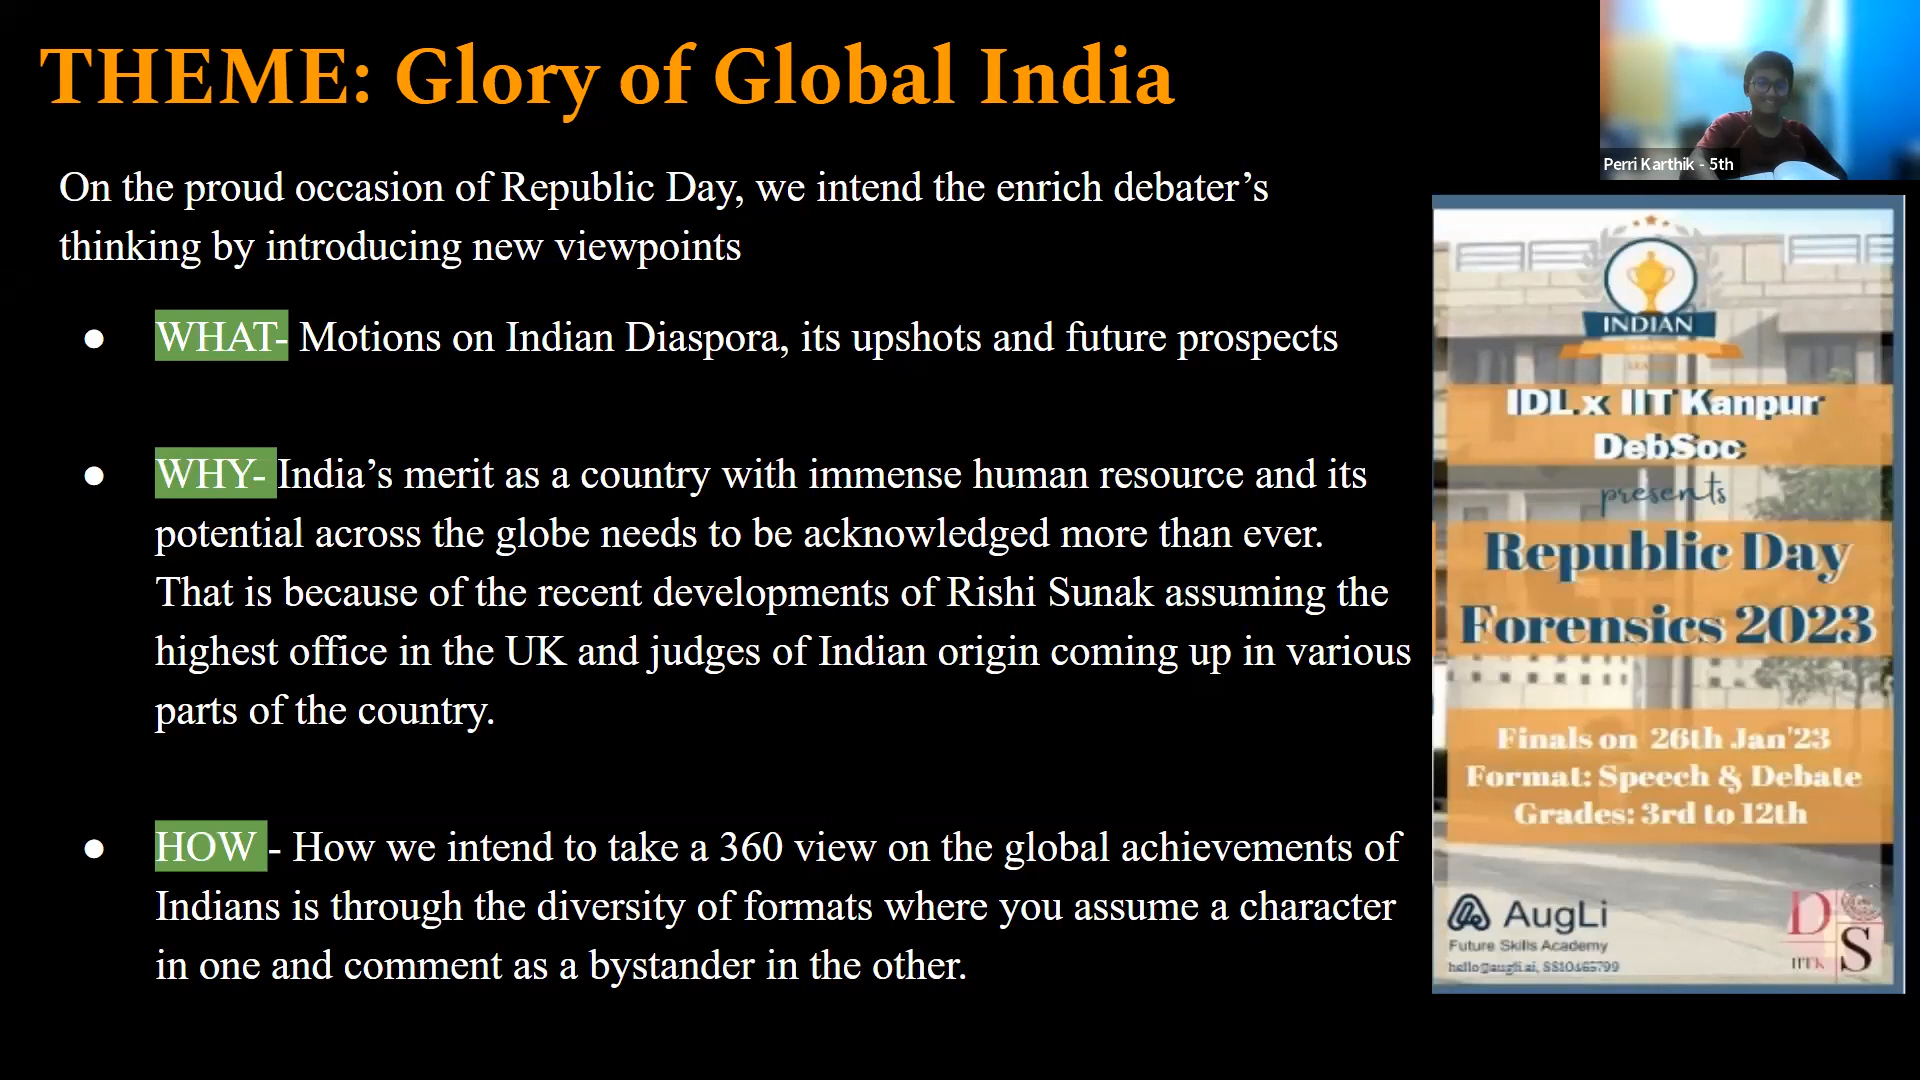 THEME: Glory of Global India
Perri Karthik - 5th
On the proud occasion of Republic Day, we intend the enrich debater’s
thinking by introducing new viewpoints
● WHAT- Motions on Indian Diaspora, its upshots and future prospects
● WHY- India’s merit as a country with immense human resource and its
potential across the globe needs to be acknowledged more than ever.
That is because of the recent developments of Rishi Sunak assuming the
highest office in the UK and judges of Indian origin coming up in various
parts of the country.
● HOW - How we intend to take a 360 view on the global achievements of
Indians is through the diversity of formats where you assume a character
in one and comment as a bystander in the other.
INDIAN
IDL x IIT Kanpur
DebSoc
presents
Republic Day
Forensics 2023
Finals on 26th Jan'23
Format: Speech & Debate
Grades: 3rd to 12th
AugLi
Future Skills Academy
hello@augli.ai,
D
S
IITK